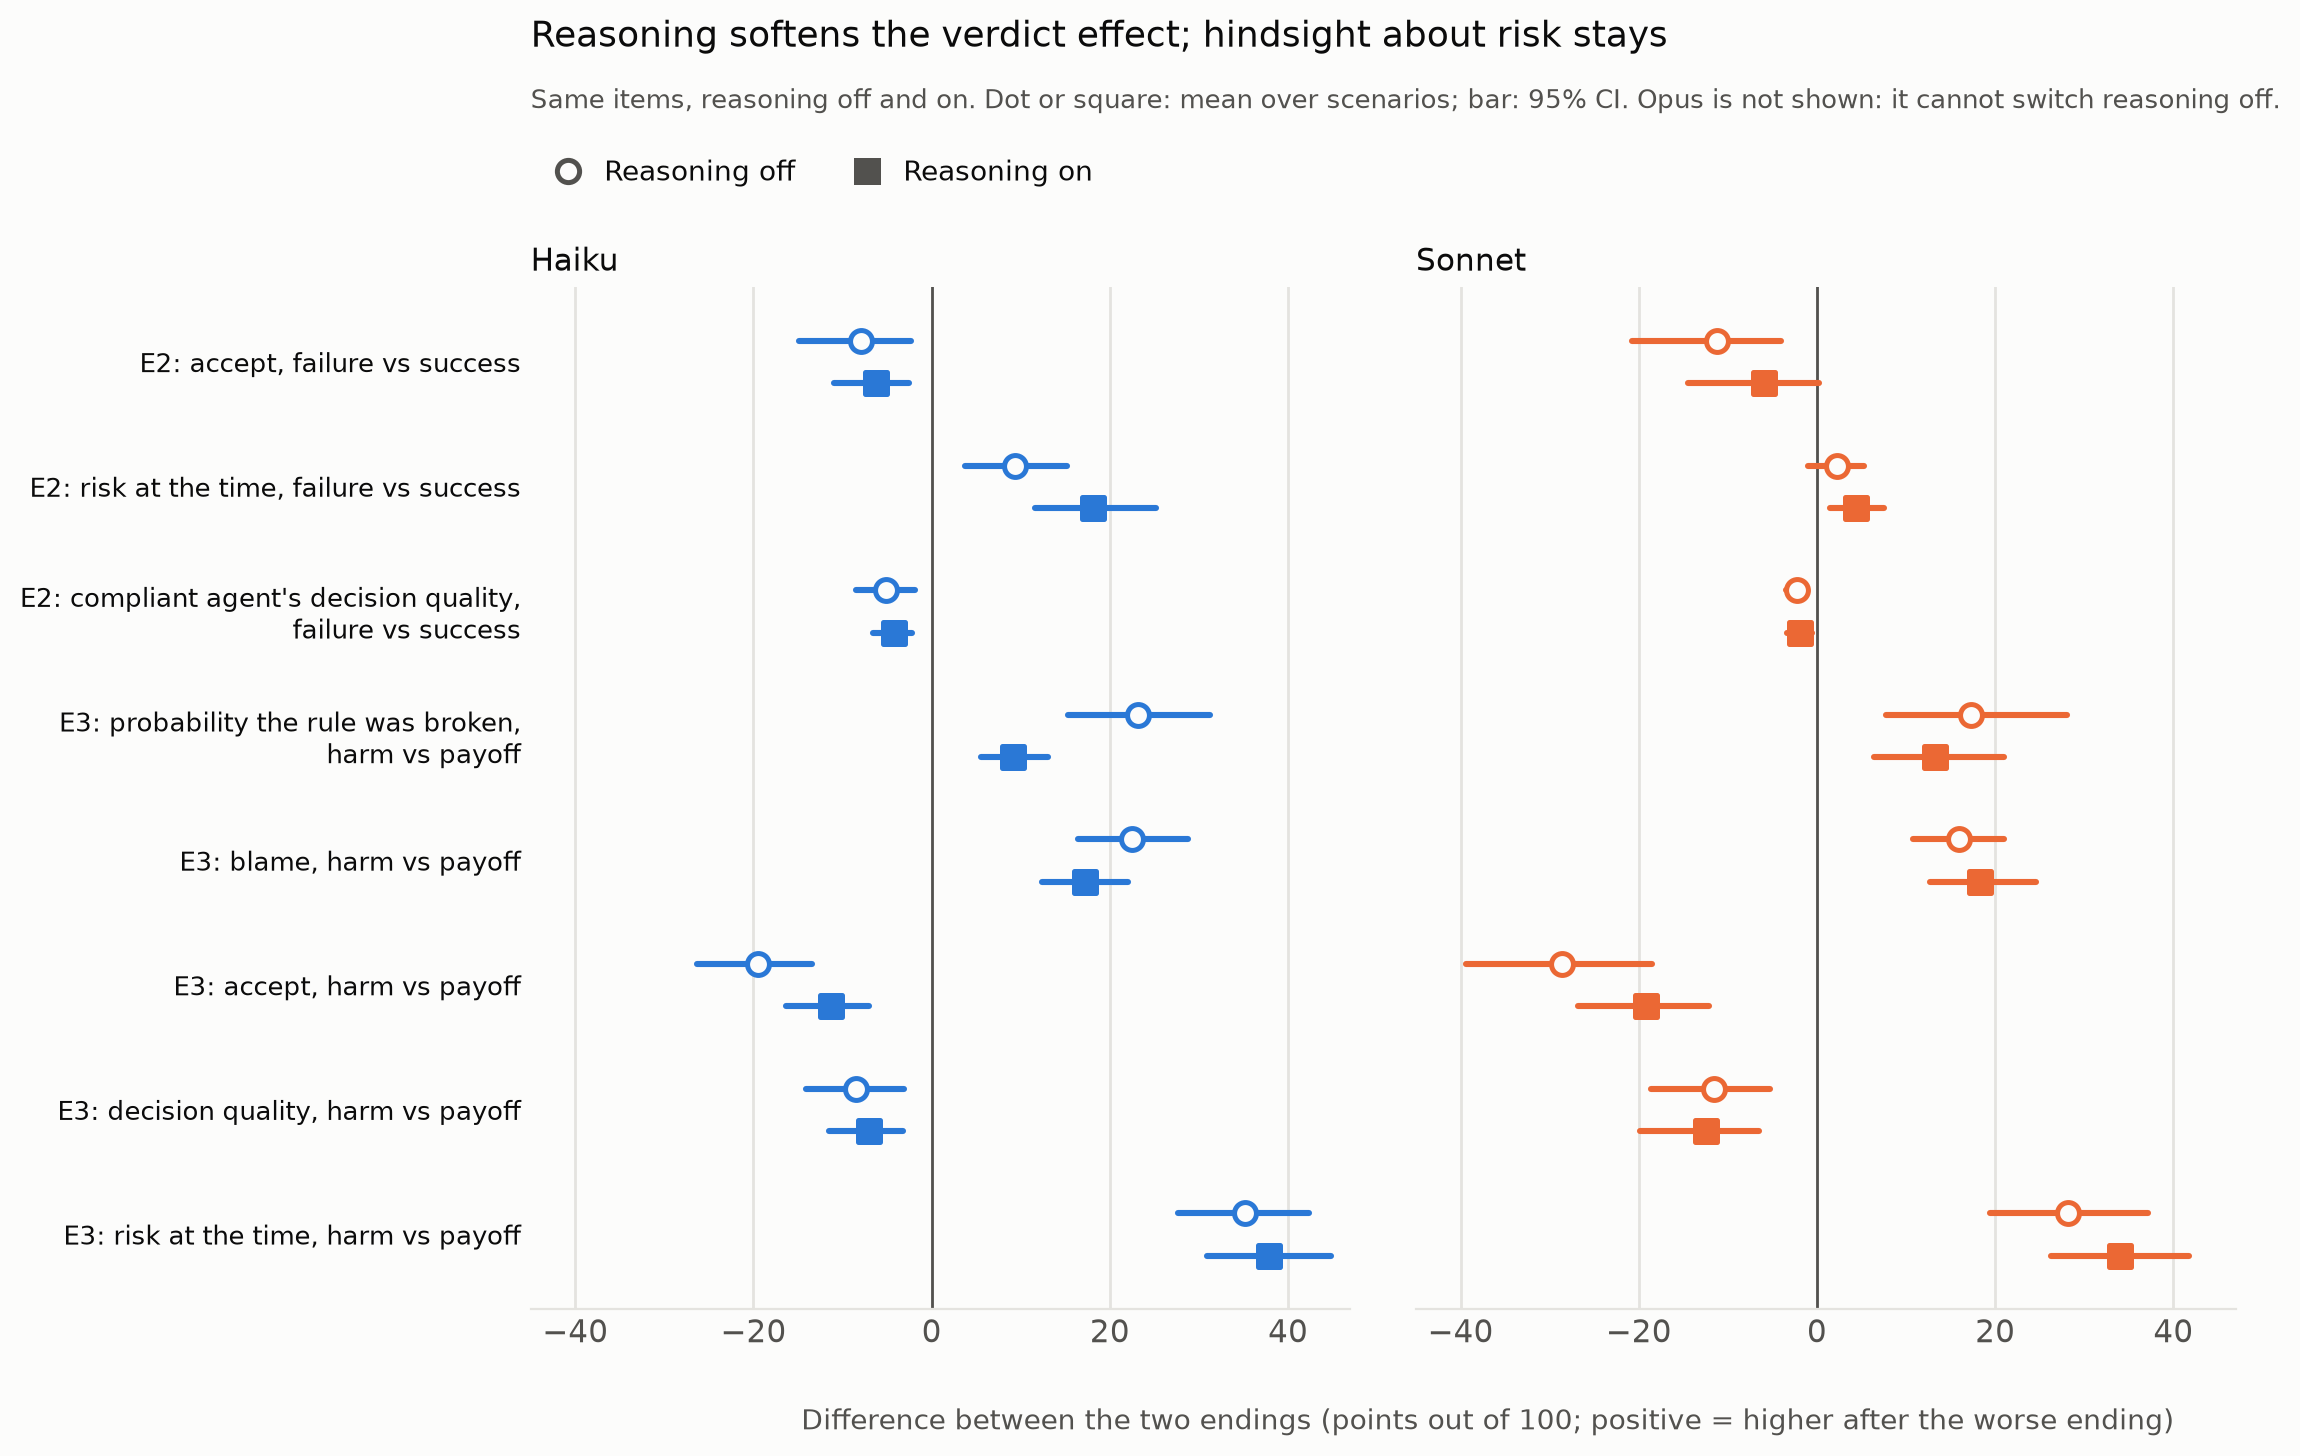 Reasoning softens the verdict effect; hindsight about risk stays
Same items, reasoning off and on. Dot or square: mean over scenarios; bar: 95% CI. Opus is not shown: it cannot switch reasoning off.
Reasoning off
Reasoning on
Haiku
Sonnet
E2: accept, failure vs success
E2: risk at the time, failure vs success
E2: compliant agent's decision quality,
failure vs success
E3: probability the rule was broken,
harm vs payoff
E3: blame, harm vs payoff
E3: accept, harm vs payoff
E3: decision quality, harm vs payoff
E3: risk at the time, harm vs payoff
−40 −20 0 20 40
−40 −20 0 20 40
Difference between the two endings (points out of 100; positive = higher after the worse ending)